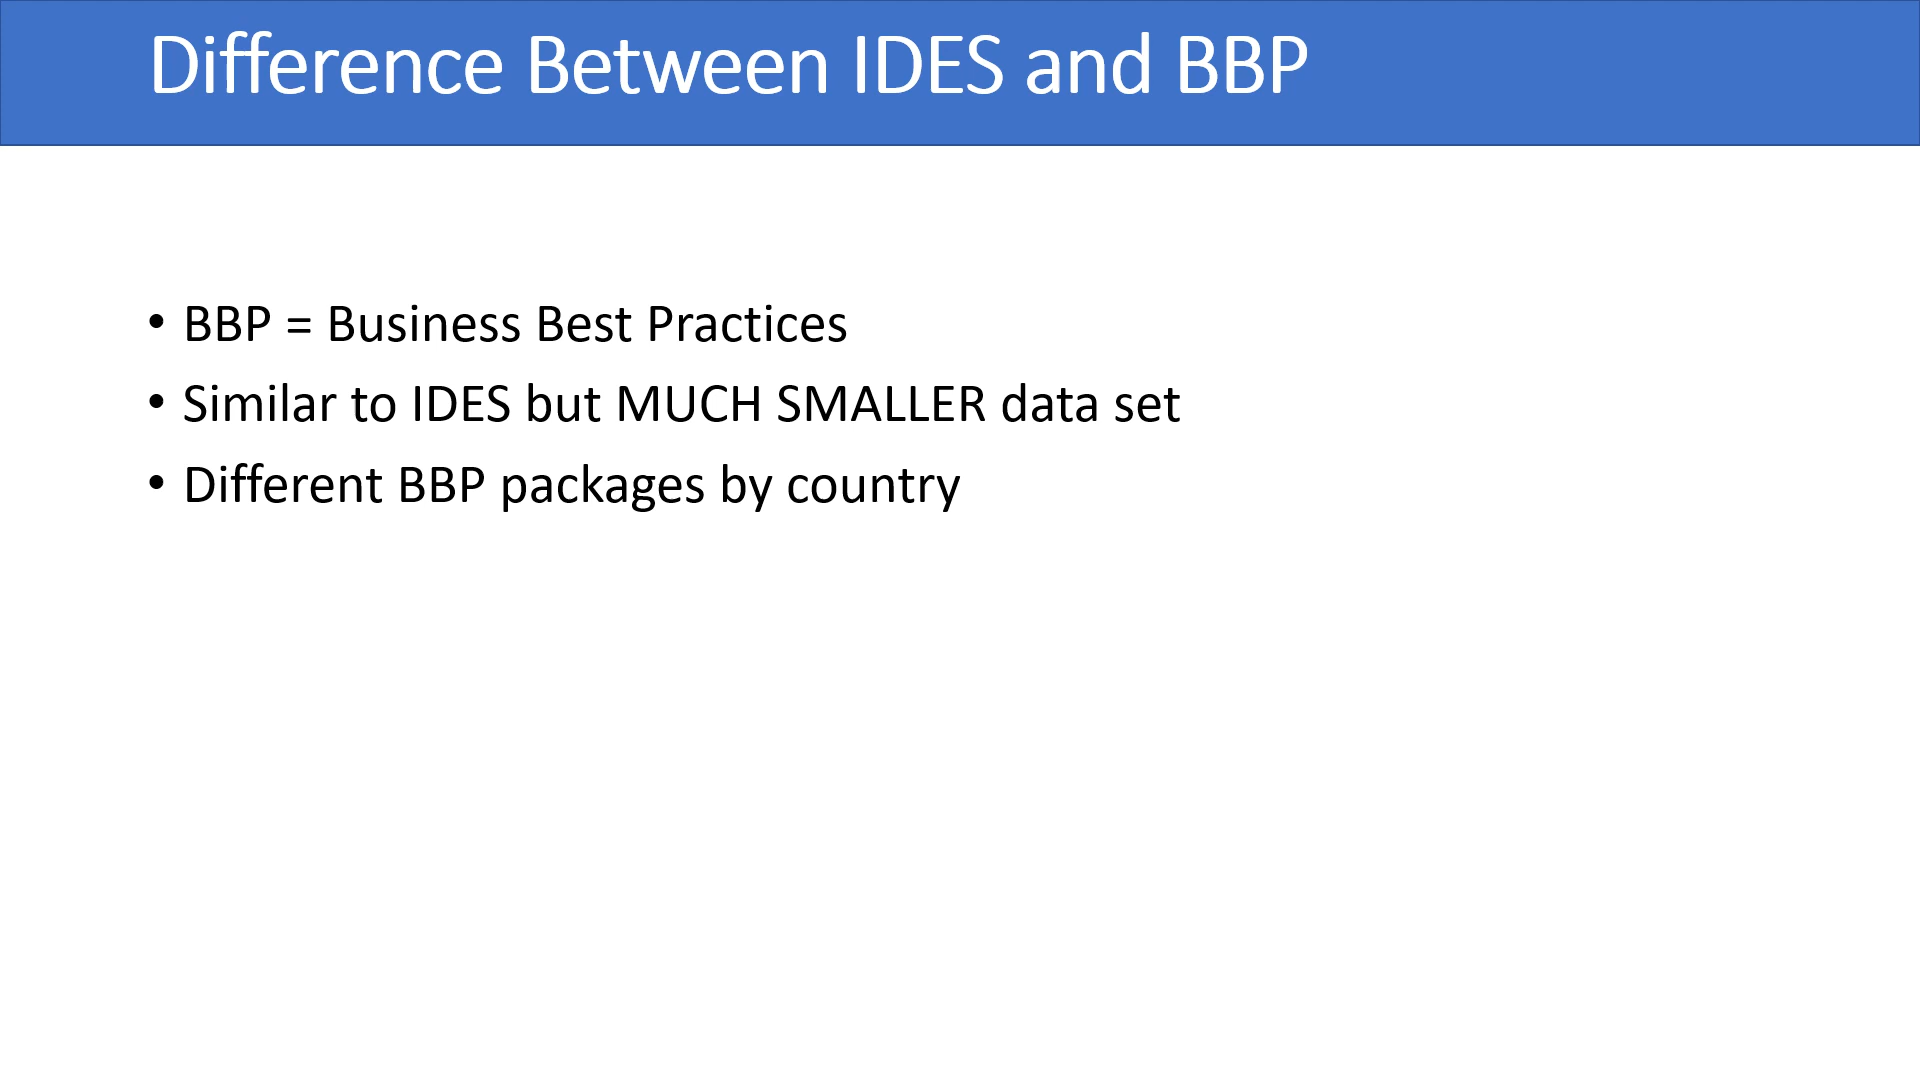 Difference Between IDES and BBP
• BBP = Business Best Practices
• Similar to IDES but MUCH SMALLER data set
• Different BBP packages by country